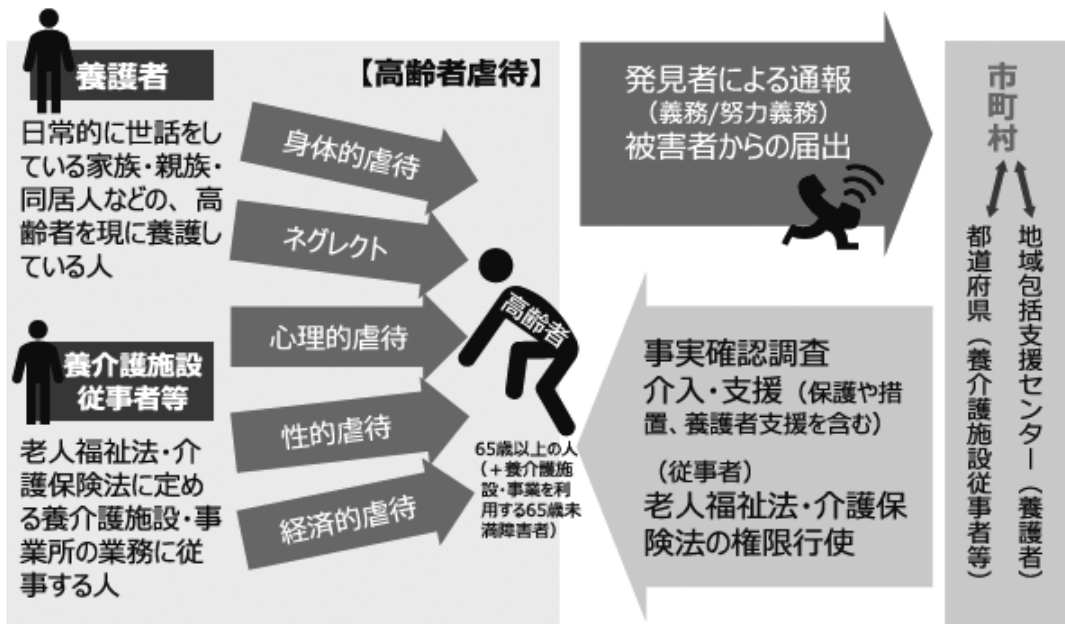 養護者
日常的に世話をし
ている家族・親族・
同居人などの、高
齢者を現に養護し
ている人
養介護施設
従事者等
老人福祉法・介
護保険法に定め
る養介護施設・事
業所の業務に従
事する人
【高齢者虐待】
身体的虐待
ネグレクト
心理的虐待
性的虐待
経済的虐待
高齢者
65歳以上の人
（＋養介護施
設・事業を利
用する65歳未
満障害者）
発見者による通報
（義務/努力義務）
被害者からの届出
事実確認調査
介入・支援（保護や措
置、養護者支援を含む）
（従事者）
老人福祉法・介護保
険法の権限行使
市町村
地域包括支援センター（養護者）
都道府県（養介護施設従事者等）